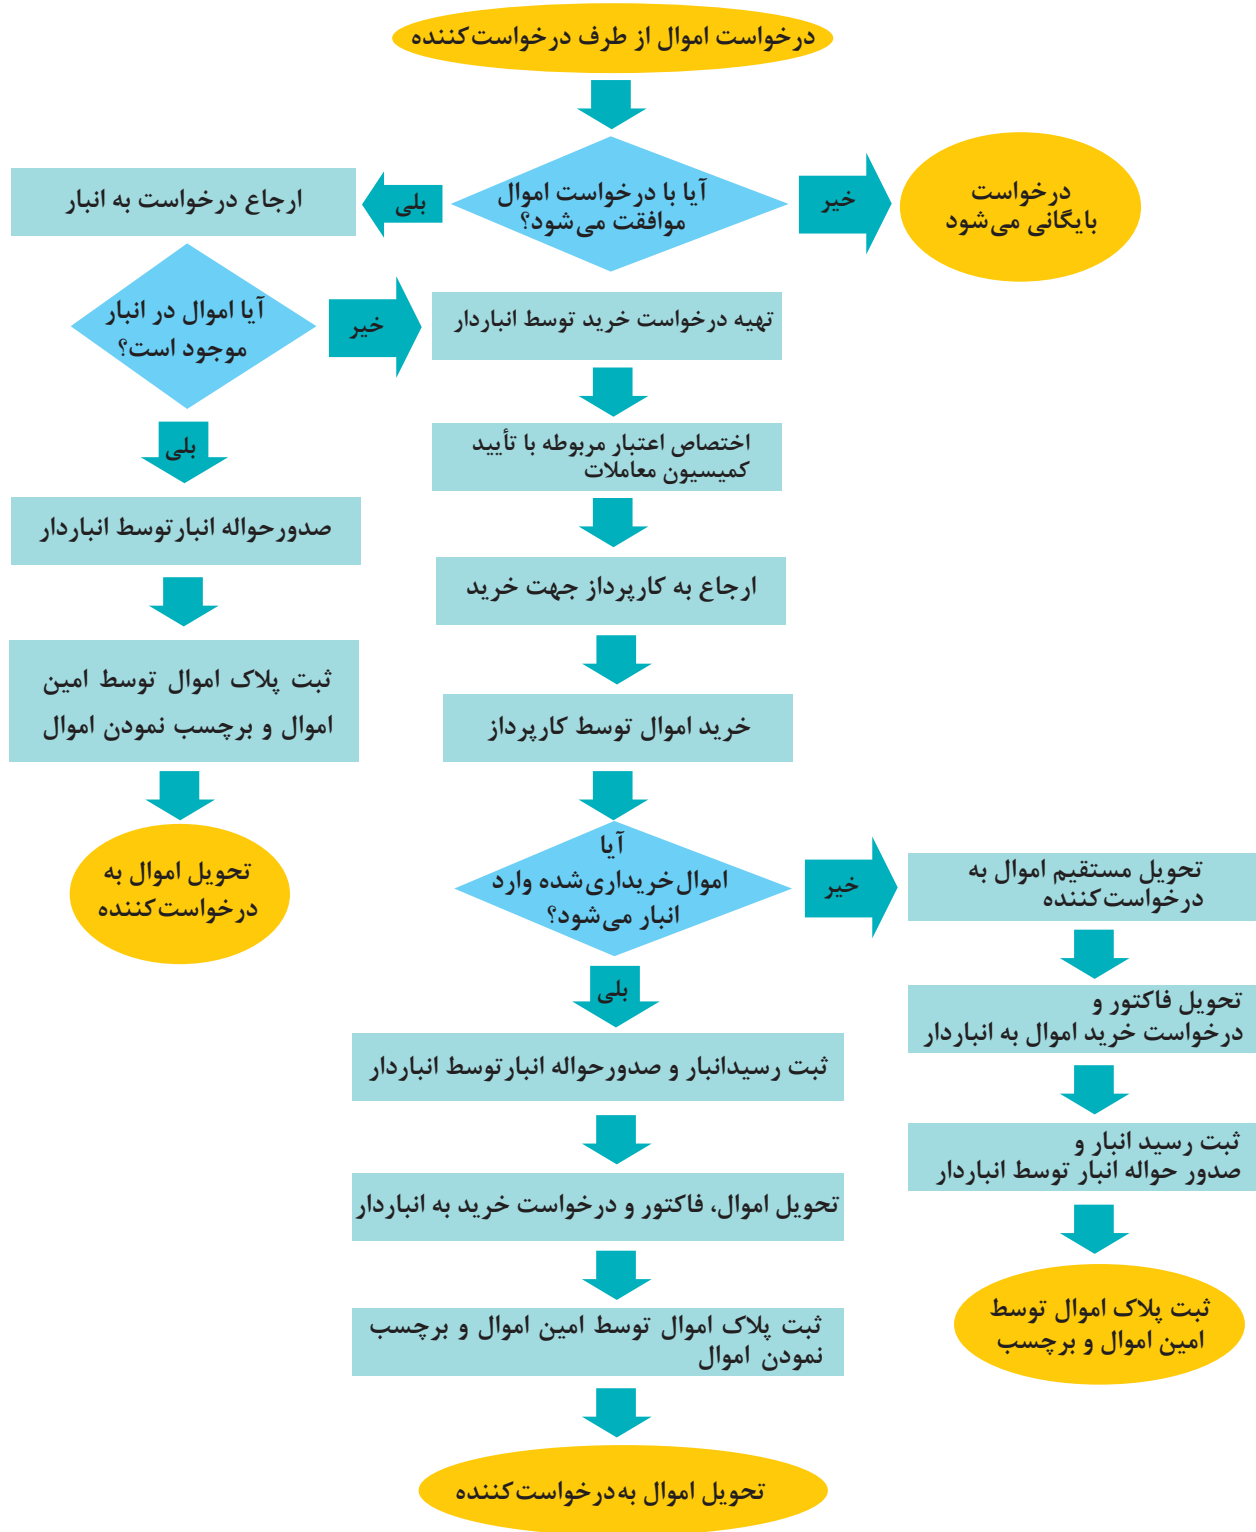 درخواست اموال از طرف درخواست‌کننده
آیا با درخواست اموال
موافقت می‌شود؟
خیر
درخواست
بایگانی می‌شود
بلی
ارجاع درخواست به انبار
آیا اموال در انبار
موجود است؟
خیر
تهیه درخواست خرید توسط انباردار
اختصاص اعتبار مربوطه با تأیید
کمیسیون معاملات
ارجاع به کارپرداز جهت خرید
خرید اموال توسط کارپرداز
بلی
صدورحواله انبارتوسط انباردار
ثبت پلاک اموال توسط امین
اموال و برچسب نمودن اموال
تحویل اموال به
درخواست‌کننده
آیا
اموال‌خریداری‌شده وارد
انبار می‌شود؟
خیر
تحویل مستقیم اموال به
درخواست‌کننده
تحویل فاکتور و
درخواست خرید اموال به انباردار
ثبت رسید انبار و
صدور حواله انبار توسط انباردار
ثبت پلاک اموال توسط
امین اموال و برچسب
بلی
ثبت رسیدانبار و صدورحواله انبارتوسط انباردار
تحویل اموال، فاکتور و درخواست خرید به انباردار
ثبت پلاک اموال توسط امین اموال و برچسب
نمودن اموال
تحویل اموال به‌درخواست‌کننده